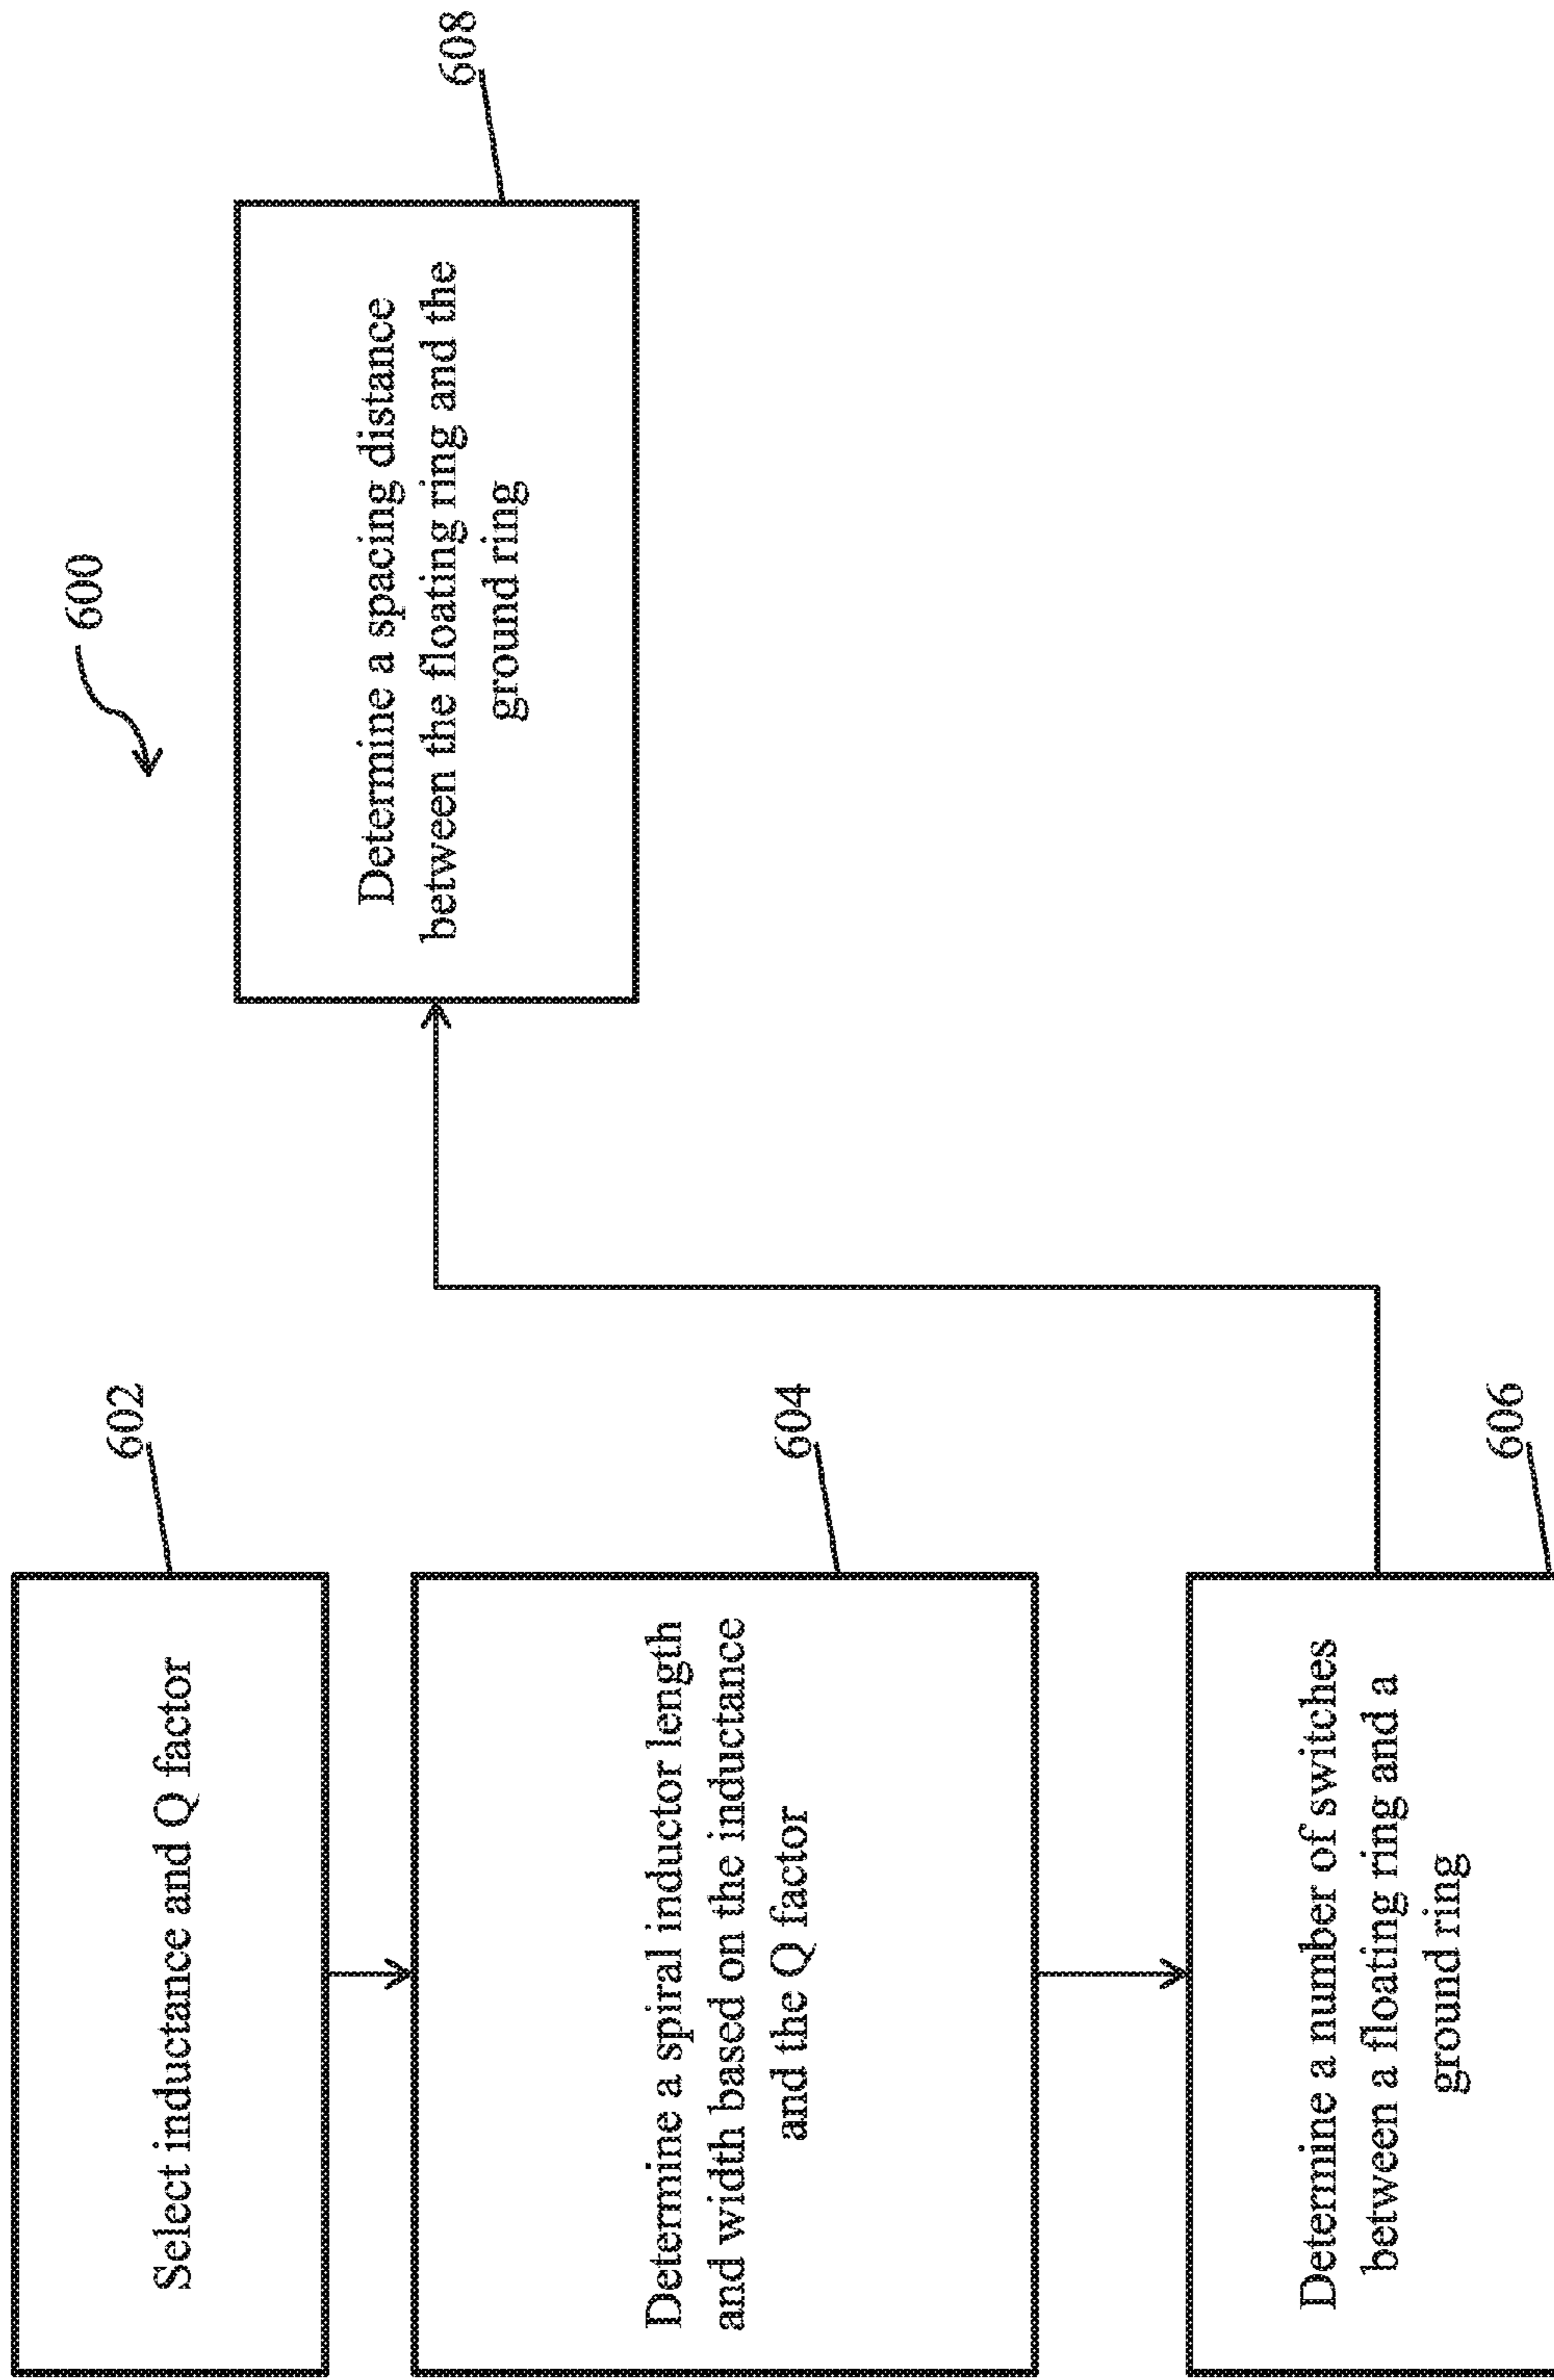 600
602
Select inductance and Q factor
604
Determine a spiral inductor length
and width based on the inductance
and the Q factor
606
Determine a number of switches
between a floating ring and a
ground ring
608
Determine a spacing distance
between the floating ring and the
ground ring